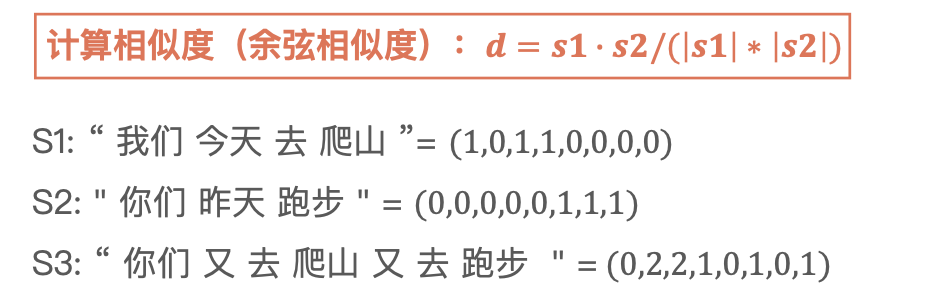 计算相似度（余弦相似度）：d = s1 · s2/(|s1| * |s2|)
S1: “ 我们 今天 去 爬山 ”= (1,0,1,1,0,0,0,0)
S2: " 你们 昨天 跑步 " = (0,0,0,0,0,1,1,1)
S3: “ 你们 又 去 爬山 又 去 跑步 " = (0,2,2,1,0,1,0,1)